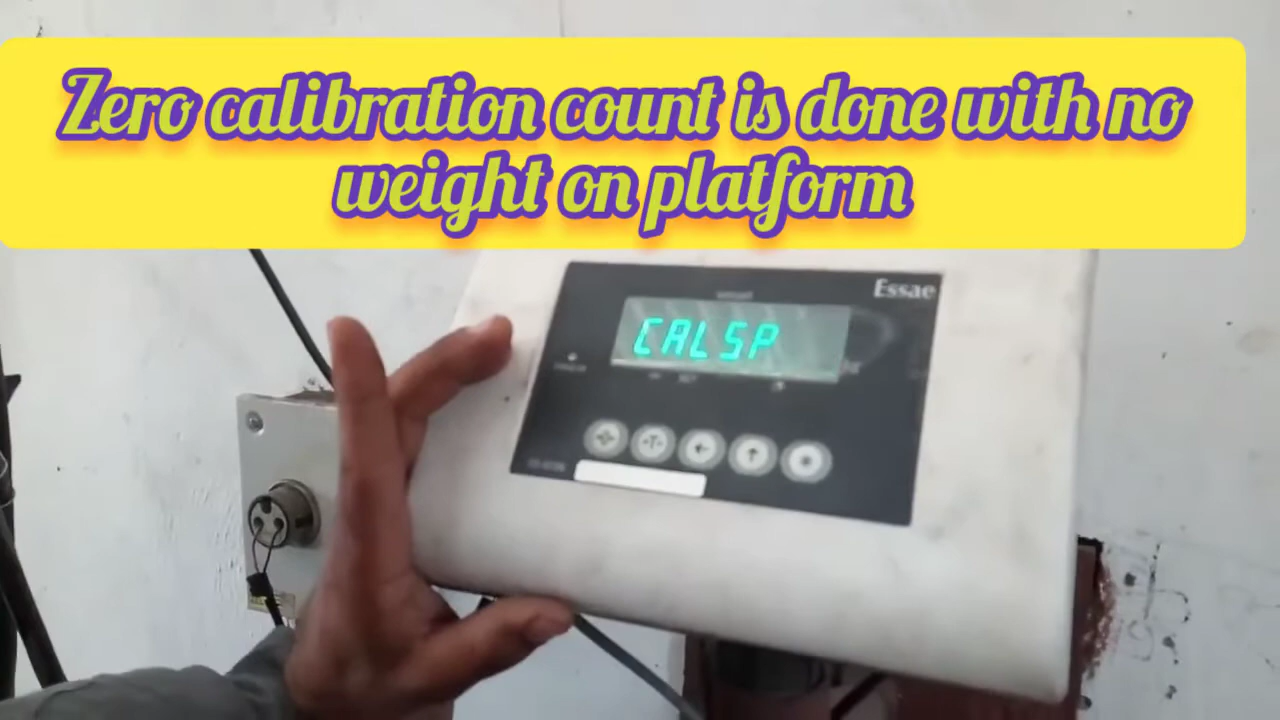 Zero calibration count is done with no
weight on platform
Essae
CALSP